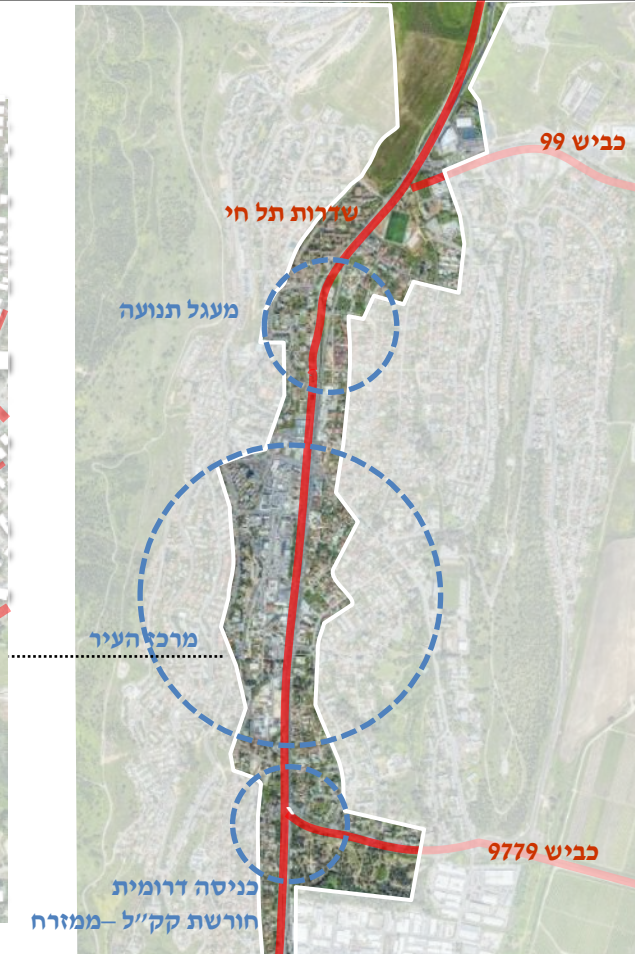 כביש 99
שדרות תל חי
מעגל תנועה
מרכז העיר
כביש 9779
כניסה דרומית
חורשת קק״ל –ממזרח